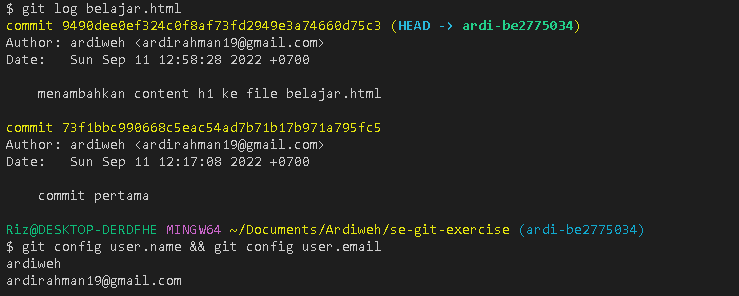 $ git log belajar.html
commit 9490dee0ef324c0f8af73fd2949e3a74660d75c3 (HEAD -> ardi-be2775034)
Author: ardiweh <ardirahman19@gmail.com>
Date:   Sun Sep 11 12:58:28 2022 +0700
    menambahkan content h1 ke file belajar.html
commit 73f1bbc990668c5eac54ad7b71b17b971a795fc5
Author: ardiweh <ardirahman19@gmail.com>
Date:   Sun Sep 11 12:17:08 2022 +0700
    commit pertama
Riz@DESKTOP-DERDFHE MINGW64 ~/Documents/Ardiweh/se-git-exercise (ardi-be2775034)
$ git config user.name && git config user.email
ardiweh
ardirahman19@gmail.com